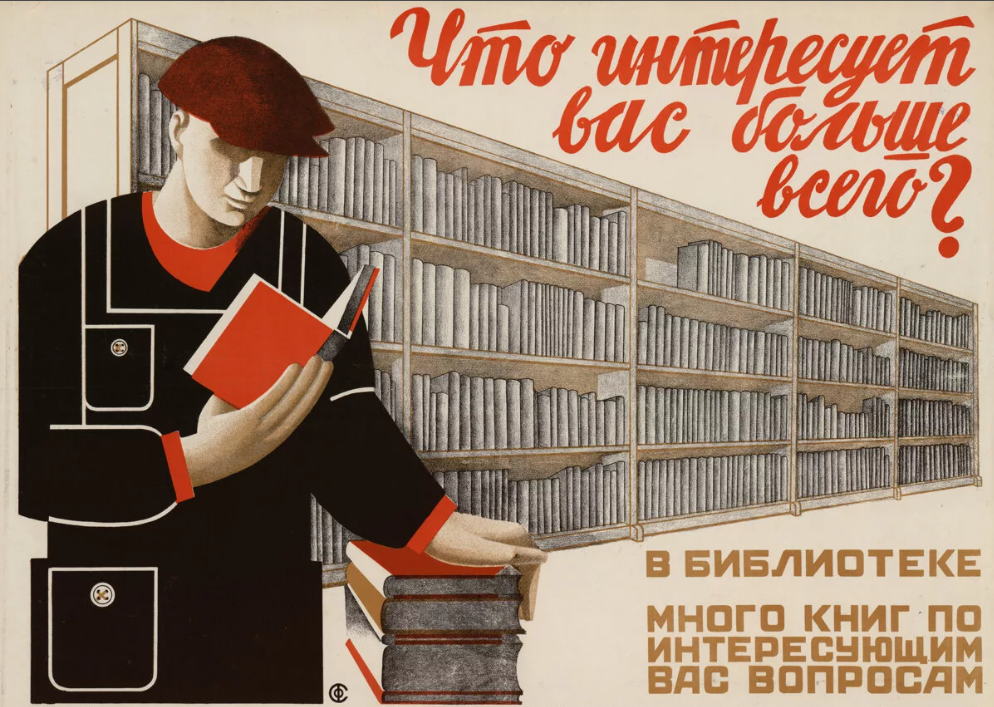 Что интересует
вас больше
всего?
В БИБЛИОТЕКЕ
МНОГО КНИГ ПО
ИНТЕРЕСУЮЩИМ
ВАС ВОПРОСАМ